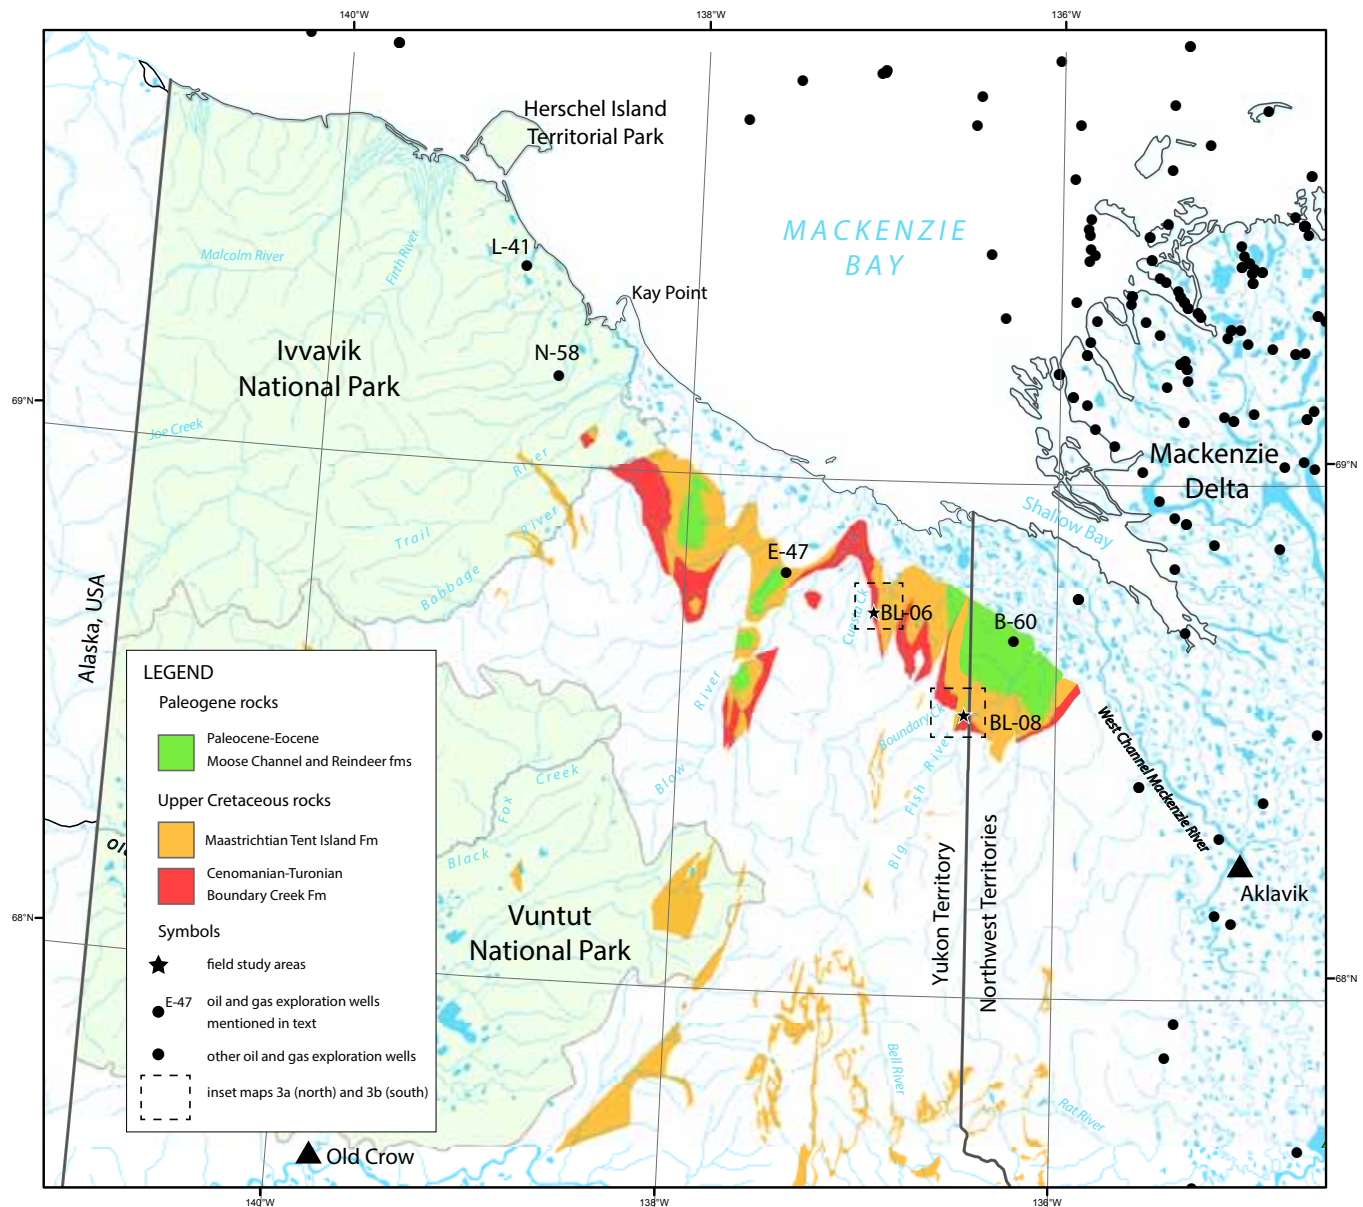 140°W
138°W
136°W
Herschel Island
Territorial Park
MACKENZIE
BAY
L-41
Malcolm River
Firth River
Kay Point
N-58
Ivvavik
National Park
69°N
Joe Creek
River
Mackenzie
Delta
69°N
Shallow Bay
River
Trail
Babbage
E-47
Alaska, USA
BL-06
B-60
LEGEND
Paleogene rocks
River
Boundary Ck
BL-08
West Channel Mackenzie River
Paleocene-Eocene
Moose Channel and Reindeer fms
Creek
Fox
Blow
Big Fish River
Upper Cretaceous rocks
Maastrichtian Tent Island Fm
Black
Cenomanian-Turonian
Boundary Creek Fm
Aklavik
Yukon Territory
Northwest Territories
68°N
Vuntut
National Park
Symbols
field study areas
68°N
E-47
oil and gas exploration wells
mentioned in text
other oil and gas exploration wells
Bell River
inset maps 3a (north) and 3b (south)
Rat River
Old Crow
140°W
138°W
136°W